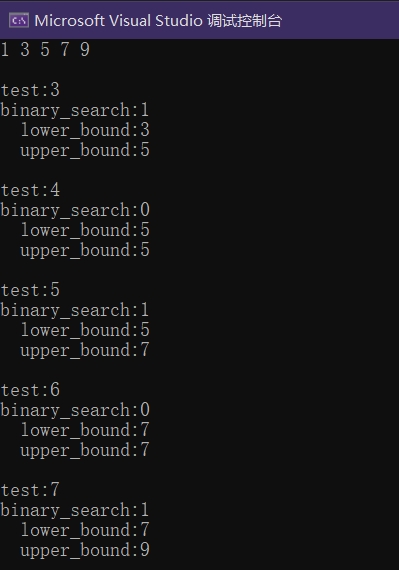 Microsoft Visual Studio 调试控制台
1 3 5 7 9
test:3
binary_search:1
lower_bound:3
upper_bound:5
test:4
binary_search:0
lower_bound:5
upper_bound:5
test:5
binary_search:1
lower_bound:5
upper_bound:7
test:6
binary_search:0
lower_bound:7
upper_bound:7
test:7
binary_search:1
lower_bound:7
upper_bound:9